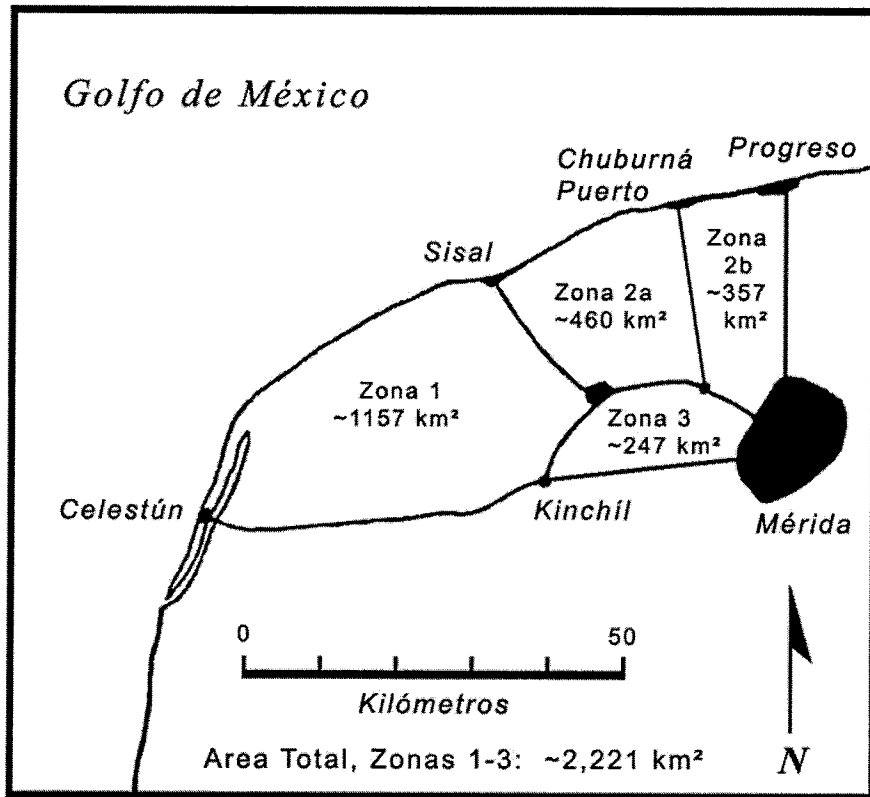 Golfo de México
Progreso
Chuburná
Puerto
Sisal
Zona
2b
~357
km²
Zona 2a
~460 km²
Zona 1
~1157 km²
Zona 3
~247 km²
Celestún
Kinchíl
Mérida
0
50
Kilómetros
Area Total, Zonas 1-3: ~2,221 km²
N